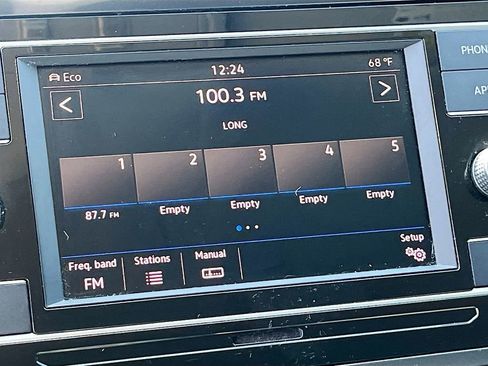 Eco 12:24 68 °F
100.3 FM
LONG
1 2 3 4 5
87.7 FM Empty Empty Empty Empty
Freq. band Stations Manual Setup
FM
PHON
AP